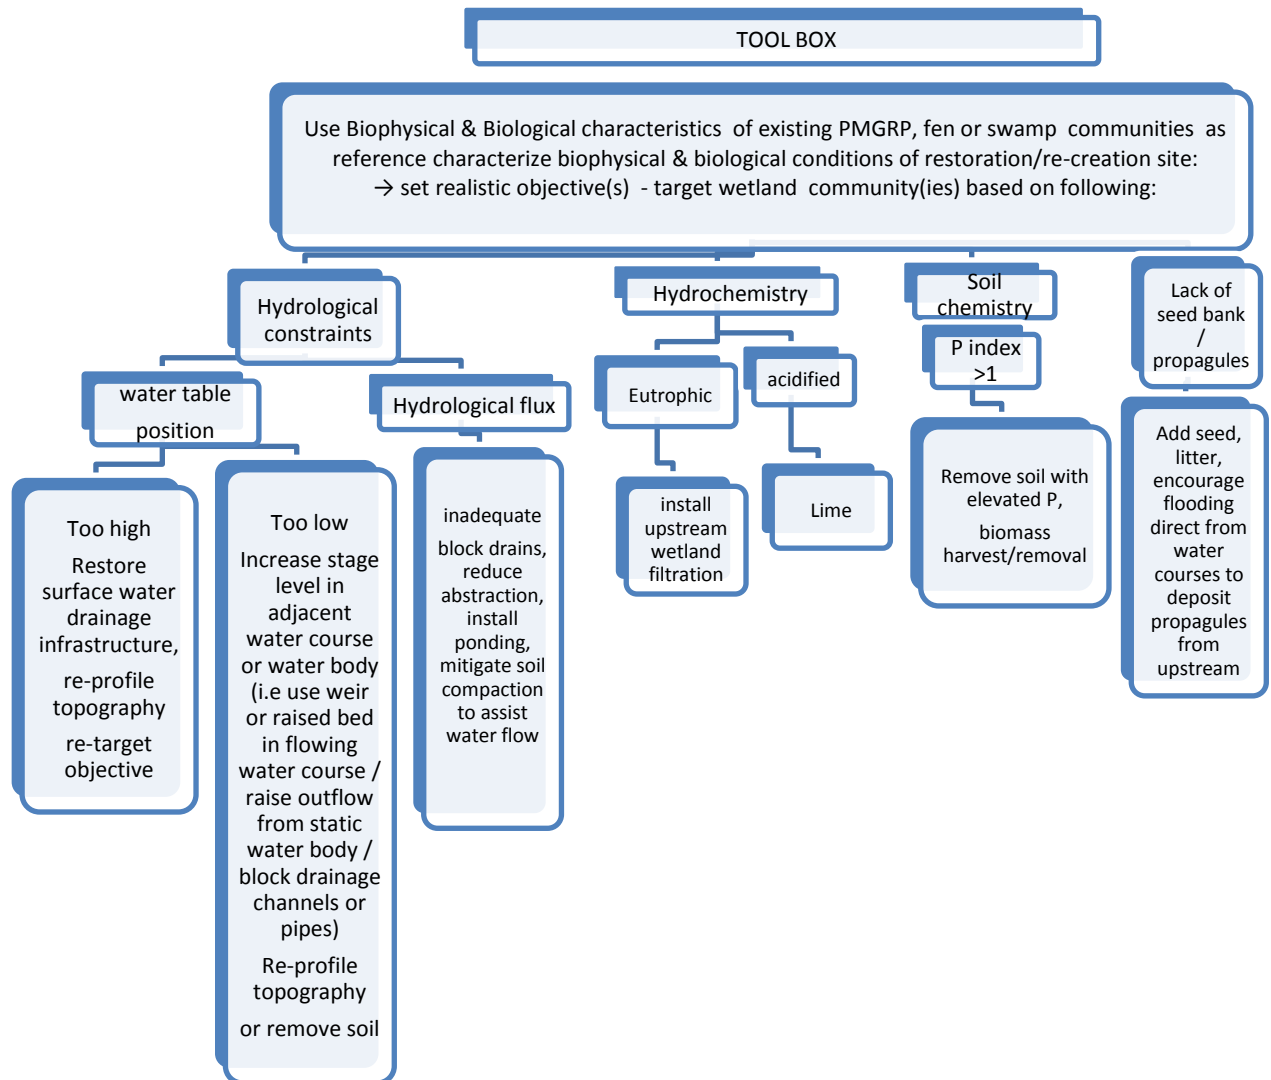 TOOL BOX
Use Biophysical & Biological characteristics of existing PMGRP, fen or swamp communities as
reference characterize biophysical & biological conditions of restoration/re-creation site:
→ set realistic objective(s) - target wetland community(ies) based on following:
Hydrological
constraints
water table
position
Too high
Restore
surface water
drainage
infrastructure,
re-profile
topography
re-target
objective
Too low
Increase stage
level in
adjacent
water course
or water body
(i.e use weir
or raised bed
in flowing
water course /
raise outflow
from static
water body /
block drainage
channels or
pipes)
Re-profile
topography
or remove soil
Hydrological flux
inadequate
block drains,
reduce
abstraction,
install
ponding,
mitigate soil
compaction
to assist
water flow
Hydrochemistry
Eutrophic
install
upstream
wetland
filtration
acidified
Lime
Soil
chemistry
P index
>1
Remove soil with
elevated P,
biomass
harvest/removal
Lack of
seed bank
/
propagules
Add seed,
litter,
encourage
flooding
direct from
water
courses to
deposit
propagules
from
upstream